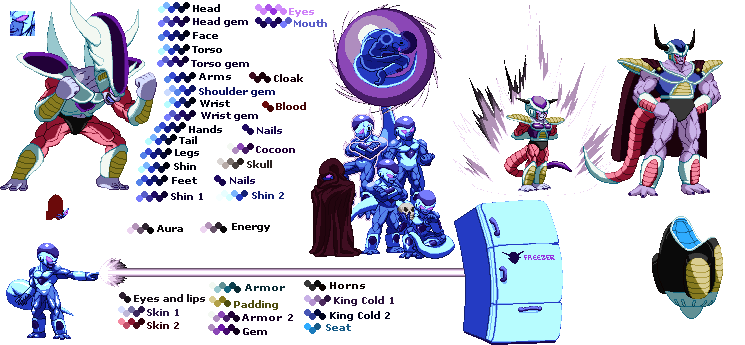 Head
Eyes
Head gem
Mouth
Face
Torso
Torso gem
Arms
Cloak
Shoulder gem
Wrist
Blood
Wrist gem
Hands
Nails
Tail
Legs
Cocoon
Shin
Skull
Feet
Nails
Shin 1
Shin 2
Aura
Energy
FREEZER
Eyes and lips
Skin 1
Skin 2
Armor
Padding
Armor 2
Gem
Horns
King Cold 1
King Cold 2
Seat